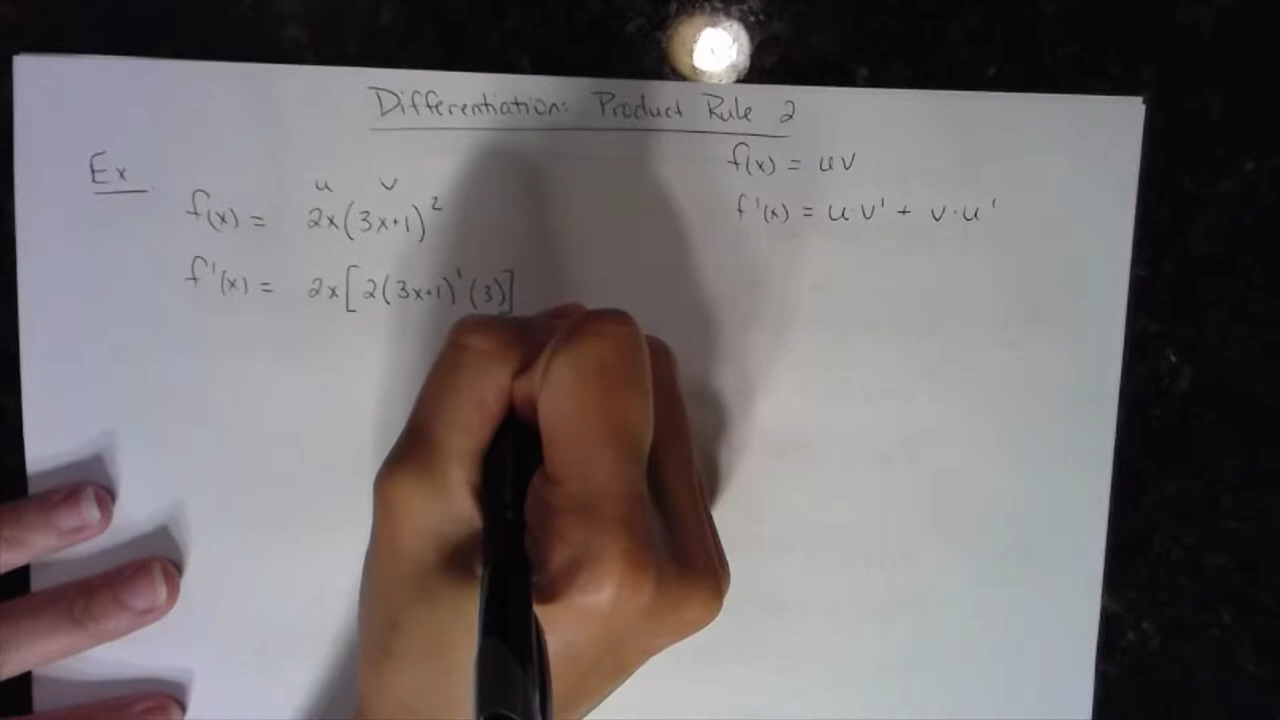 Differentiation: Product Rule 2
f(x) = uv
f'(x) = u·v' + v·u'
Ex
u v
f(x) = 2x(3x+1)²
f'(x) = 2x[2(3x+1)¹(3)]